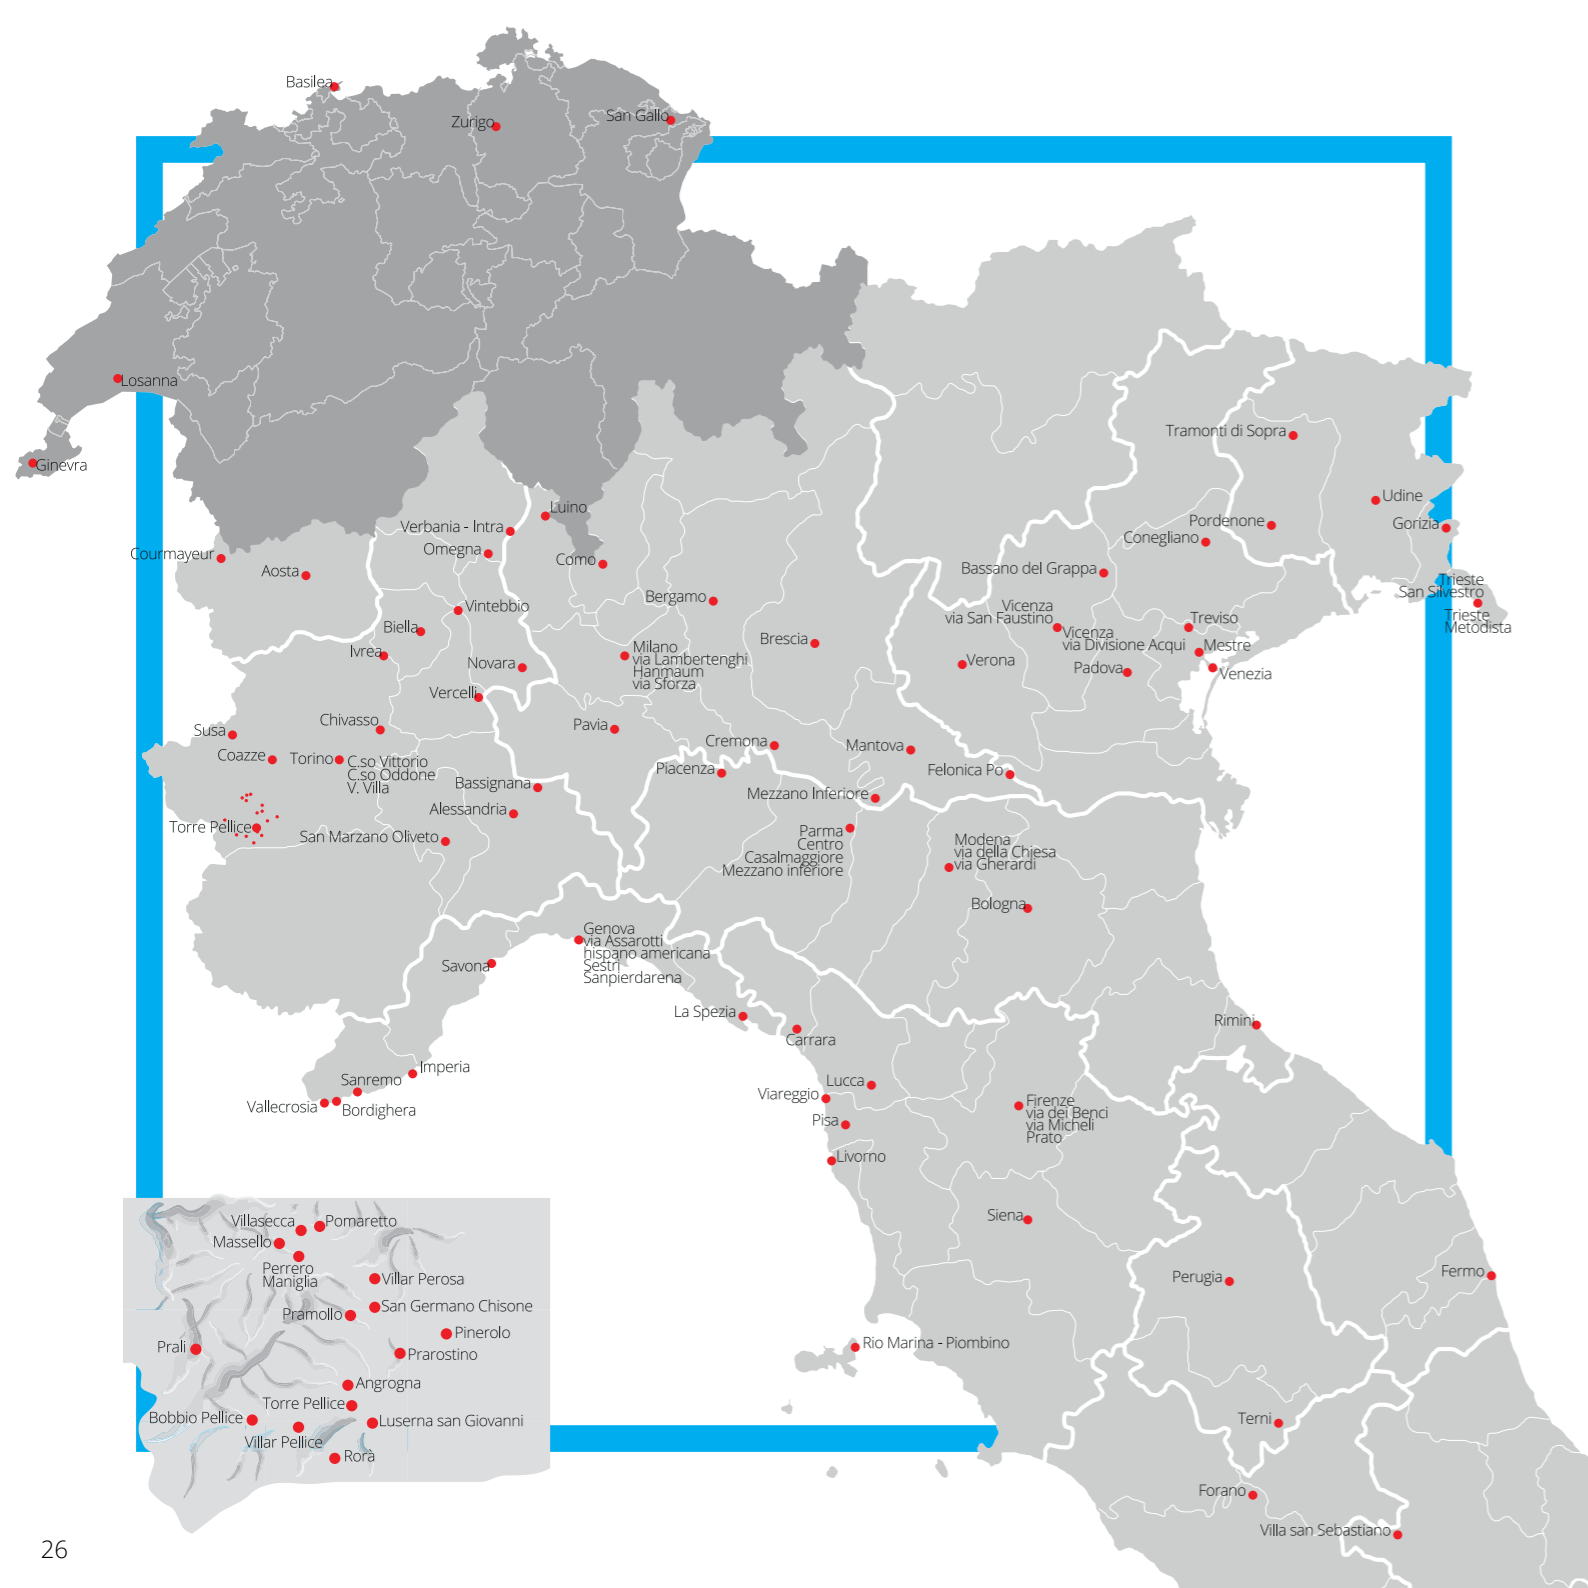 Basilea
Zurigo
San Gallo
Losanna
Ginevra
Tramonti di Sopra
Udine
Pordenone
Gorizia
Conegliano
Luino
Verbania - Intra
Omegna
Courmayeur
Aosta
Como
Bassano del Grappa
Trieste
San Silvestro
Trieste
Metodista
Bergamo
Vintebbio
Biella
Vicenza
via San Faustino
Vicenza
via Divisione Acqui
Treviso
Mestre
Venezia
Padova
Verona
Brescia
Milano
via Lambertenghi
Hanmaum
via Sforza
Ivrea
Novara
Vercelli
Chivasso
Susa
Coazze
Torino
C.so Vittorio
C.so Oddone
V. Villa
Pavia
Cremona
Mantova
Piacenza
Felonica Po
Bassignana
Alessandria
Mezzano Inferiore
Torre Pellice
San Marzano Oliveto
Parma
Centro
Casalmaggiore
Mezzano inferiore
Modena
via della Chiesa
via Gherardi
Bologna
Genova
via Assarotti
hispano americana
Sestri
Sanpierdarena
Savona
La Spezia
Carrara
Rimini
Imperia
Sanremo
Vallecrosia
Bordighera
Lucca
Viareggio
Pisa
Livorno
Firenze
via dei Benci
via Micheli
Prato
Siena
Perugia
Fermo
Rio Marina - Piombino
Terni
Forano
Villa san Sebastiano
Villasecca
Pomaretto
Massello
Perrero
Maniglia
Villar Perosa
San Germano Chisone
Pramollo
Pinerolo
Prali
Prarostino
Angrogna
Torre Pellice
Bobbio Pellice
Luserna san Giovanni
Villar Pellice
Rorà
26